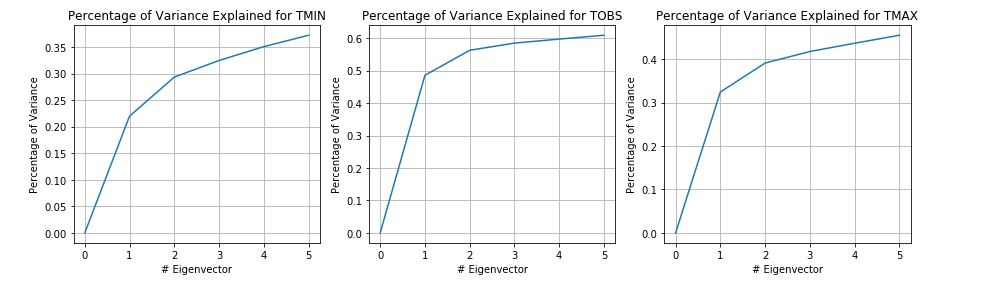 Percentage of Variance Explained for TMIN
Percentage of Variance
0.35
0.30
0.25
0.20
0.15
0.10
0.05
0.00
0 1 2 3 4 5
# Eigenvector
Percentage of Variance Explained for TOBS
Percentage of Variance
0.6
0.5
0.4
0.3
0.2
0.1
0.0
0 1 2 3 4 5
# Eigenvector
Percentage of Variance Explained for TMAX
Percentage of Variance
0.4
0.3
0.2
0.1
0.0
0 1 2 3 4 5
# Eigenvector